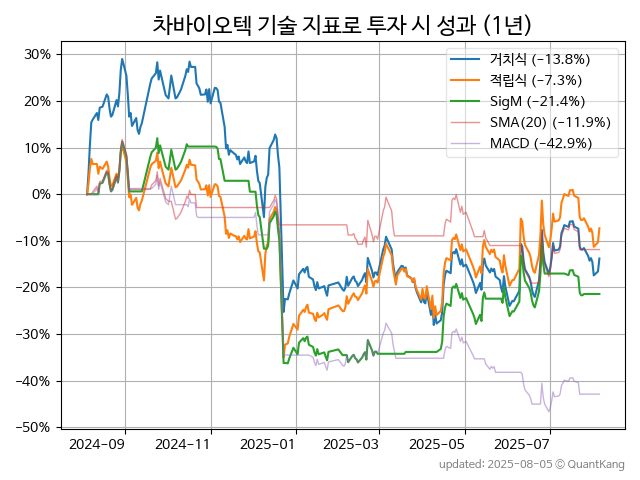 차바이오텍 기술 지표로 투자 시 성과 (1년)
30%
20%
10%
0%
−10%
−20%
−30%
−40%
−50%
거치식 (−13.8%)
적립식 (−7.3%)
SigM (−21.4%)
SMA(20) (−11.9%)
MACD (−42.9%)
2024-09 2024-11 2025-01 2025-03 2025-05 2025-07
updated: 2025-08-05 © QuantKang